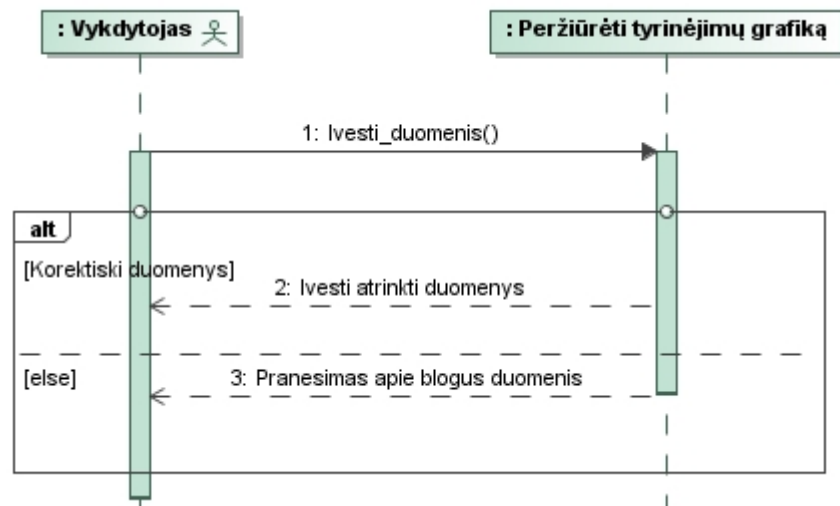 : Vykdytojas
: Peržiūrėti tyrinėjimų grafiką
1: Ivesti_duomenis()
alt
[Korektiski duomenys]
2: Ivesti atrinkti duomenys
[else]
3: Pranesimas apie blogus duomenis